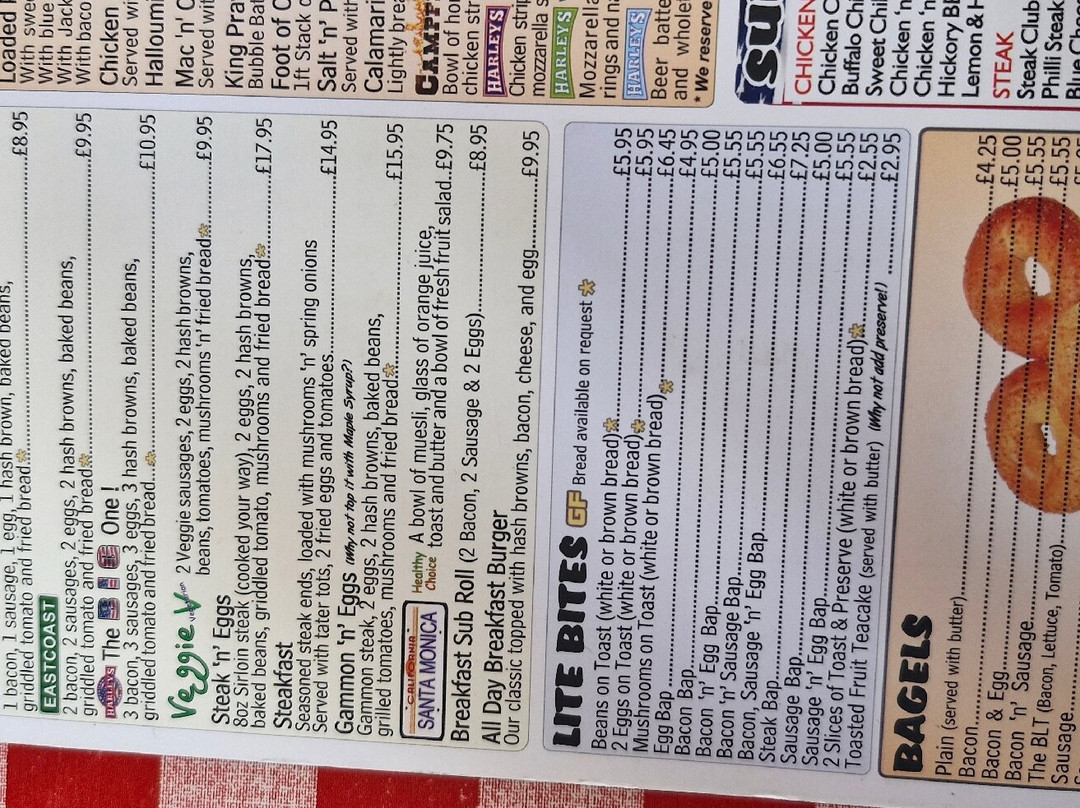 Loaded
With swe
With blue
With Jack
With baco
Chicken
Served wi
Halloumi
Mac 'n' C
Served wit
King Pra
Bubble Bat
Foot of C
1ft Stack o
Salt 'n' P
Served with
Calamari
Lightly brea
CAMPF
Bowl of ho
chicken stri
HARLEY'S
Chicken strip
mozzarella s
HARLEY'S
Mozzarella
rings and na
HARLEY'S
Beer batte
and whole
* We reserve
su
CHICKEN
Chicken C
Buffalo Chi
Sweet Chil
Chicken 'n
Chicken 'n
Hickory BB
Lemon & H
STEAK
Steak Club
Philli Steak
Blue Che
1 bacon, 1 sausage, 1 egg, 1 hash brown, baked beans,
griddled tomato and fried bread £8.95
EASTCOAST
2 bacon, 2 sausages, 2 eggs, 2 hash browns, baked beans,
griddled tomato and fried bread £9.95
HARLEYS The One !
3 bacon, 3 sausages, 3 eggs, 3 hash browns, baked beans,
griddled tomato and fried bread £10.95
Veggie V 2 Veggie sausages, 2 eggs, 2 hash browns,
beans, tomatoes, mushrooms 'n' fried bread £9.95
Steak 'n' Eggs
8oz Sirloin steak (cooked your way), 2 eggs, 2 hash browns,
baked beans, griddled tomato, mushrooms and fried bread £17.95
Steakfast
Seasoned steak ends, loaded with mushrooms 'n' spring onions
Served with tater tots, 2 fried eggs and tomatoes £14.95
Gammon 'n' Eggs (Why not top it with Maple Syrup?)
Gammon steak, 2 eggs, 2 hash browns, baked beans,
grilled tomatoes, mushrooms and fried bread £15.95
CALIFORNIA SANTA MONICA Healthy Choice A bowl of muesli, glass of orange juice,
toast and butter and a bowl of fresh fruit salad £9.75
Breakfast Sub Roll (2 Bacon, 2 Sausage & 2 Eggs) £8.95
All Day Breakfast Burger
Our classic topped with hash browns, bacon, cheese, and egg £9.95
LITE BITES GF Bread available on request
Beans on Toast (white or brown bread) £5.95
2 Eggs on Toast (white or brown bread) £5.95
Mushrooms on Toast (white or brown bread) £6.45
Egg Bap £4.95
Bacon Bap £5.00
Bacon 'n' Egg Bap £5.55
Bacon 'n' Sausage Bap £5.55
Bacon, Sausage 'n' Egg Bap £6.55
Steak Bap £7.25
Sausage Bap £5.00
Sausage 'n' Egg Bap £5.55
2 Slices of Toast & Preserve (white or brown bread) £2.55
Toasted Fruit Teacake (served with butter) (Why not add preserve!) £2.95
BAGELS
Plain (served with butter) £4.25
Bacon £5.00
Bacon & Egg £5.55
Bacon 'n' Sausage £5.55
The BLT (Bacon, Lettuce, Tomato)
Sausage